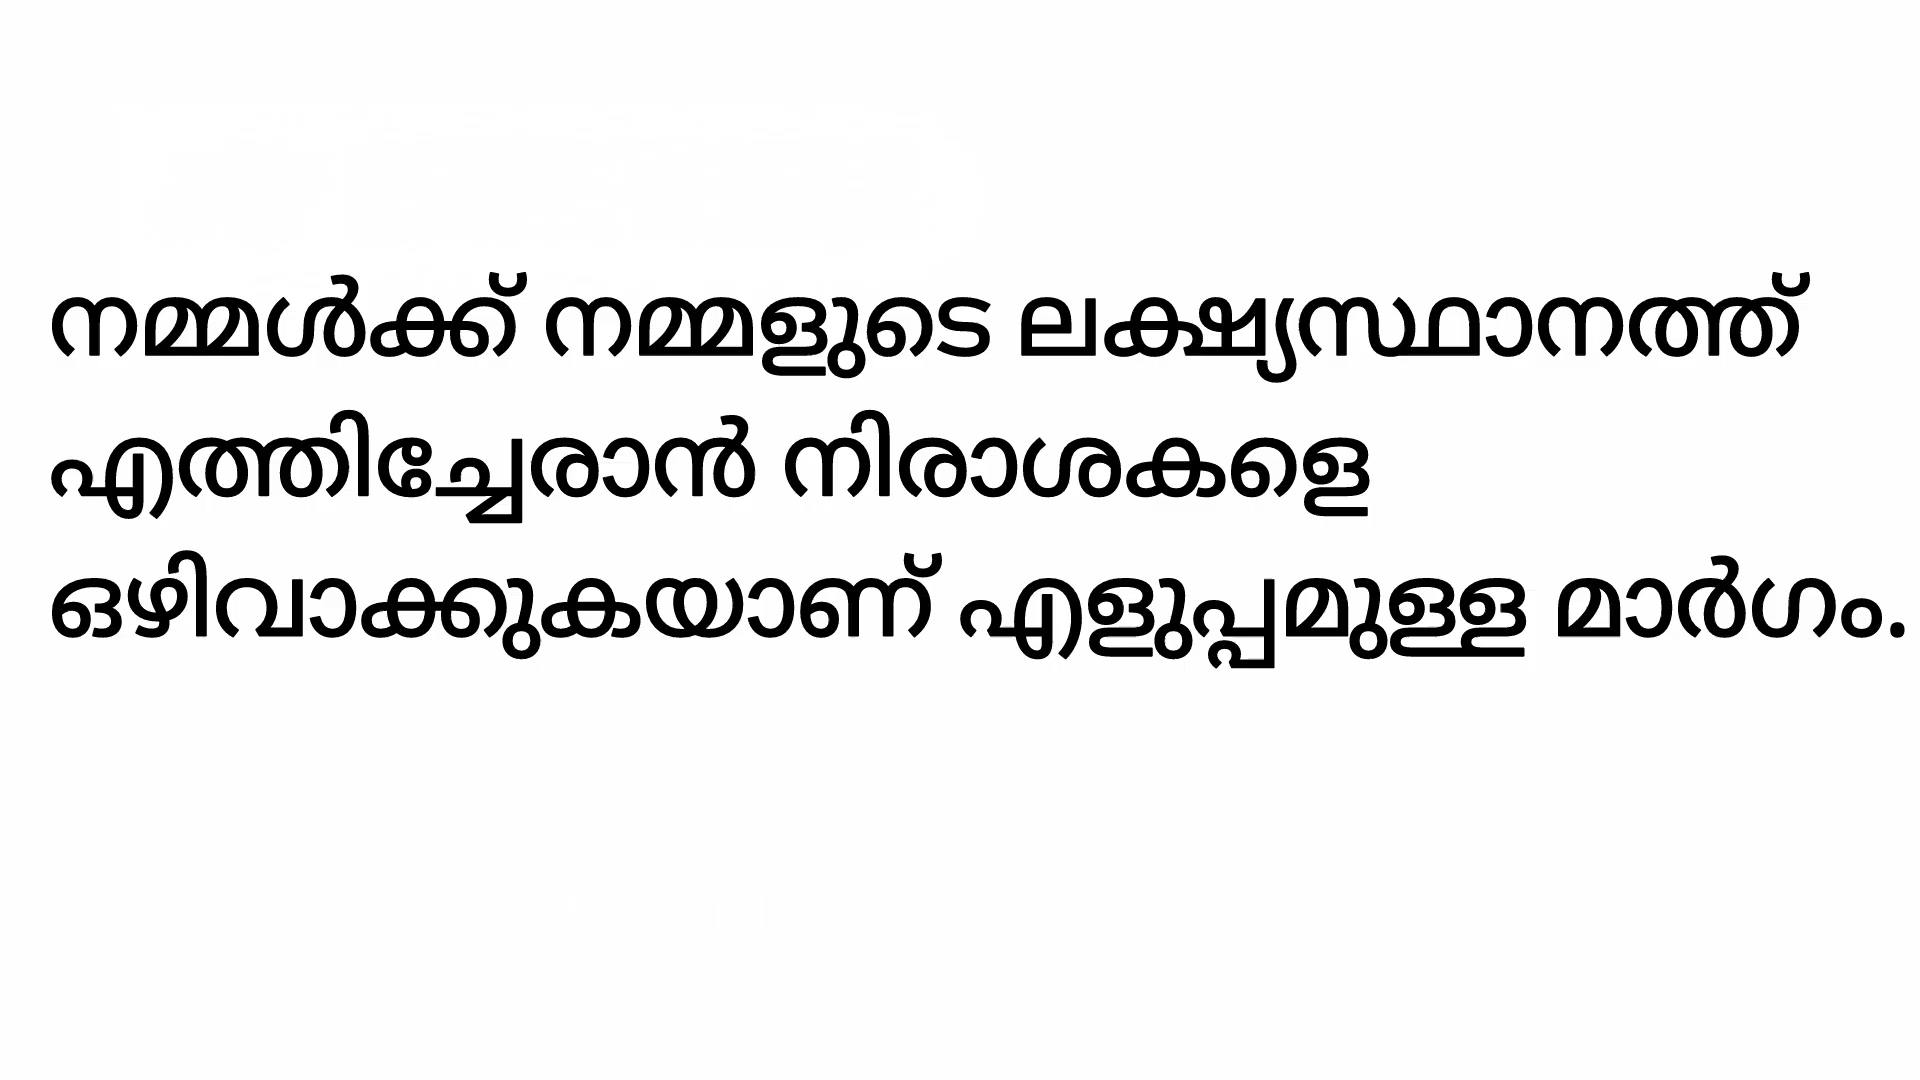 നമ്മൾക്ക് നമ്മളുടെ ലക്ഷ്യസ്ഥാനത്ത്
എത്തിച്ചേരാൻ നിരാശകളെ
ഒഴിവാക്കുകയാണ് എളുപ്പമുള്ള മാർഗം.